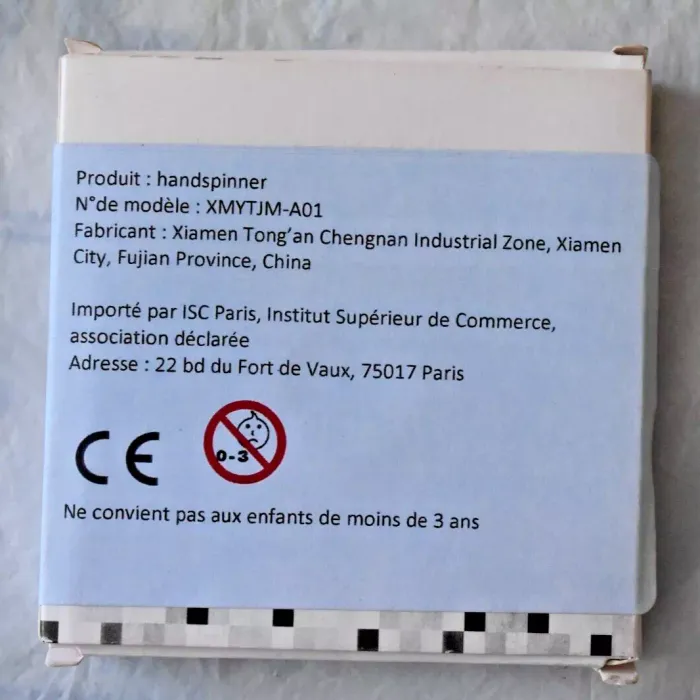 Produit : handspinner
N°de modèle : XMYTJM-A01
Fabricant : Xiamen Tong'an Chengnan Industrial Zone, Xiamen
City, Fujian Province, China
Importé par ISC Paris, Institut Supérieur de Commerce,
association déclarée
Adresse : 22 bd du Fort de Vaux, 75017 Paris
CE
0-3
Ne convient pas aux enfants de moins de 3 ans